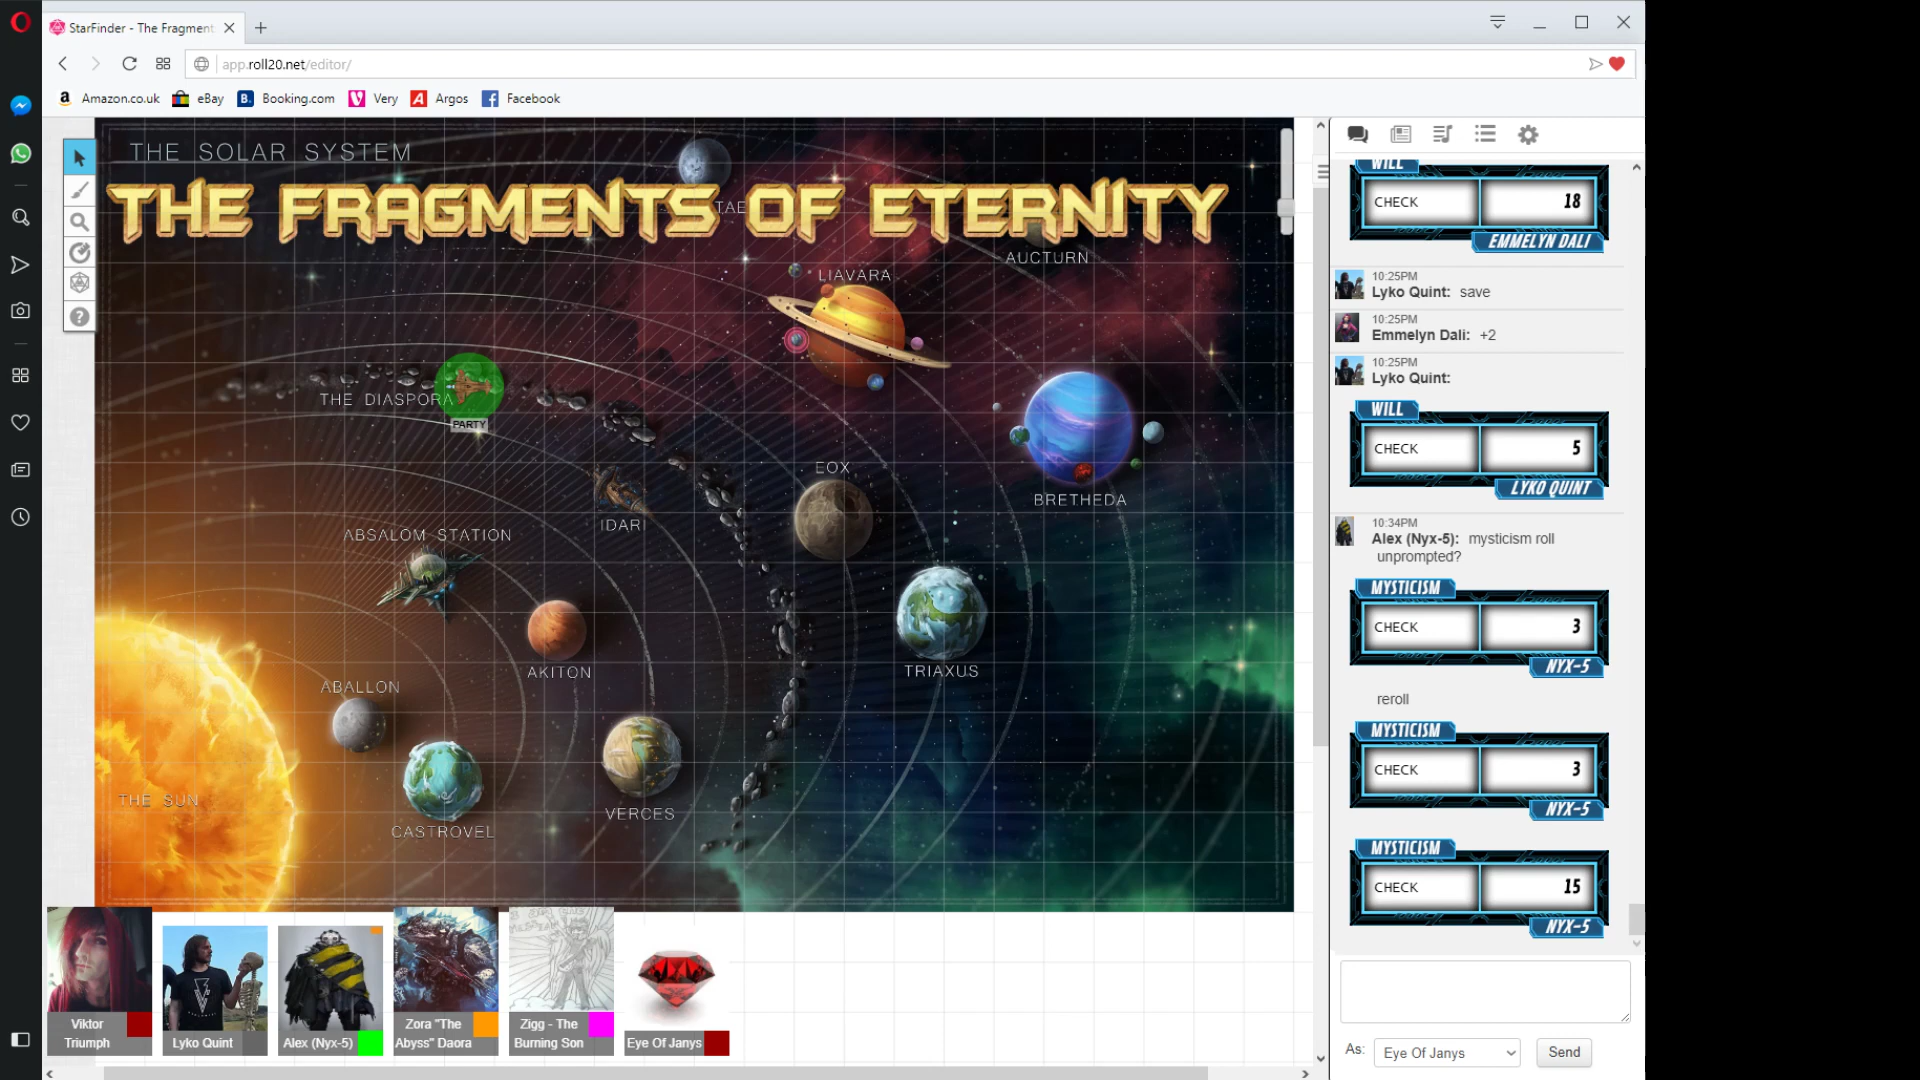 StarFinder - The Fragment
app.roll20.net/editor/
Amazon.co.uk
eBay
Booking.com
Very
Argos
Facebook
THE SOLAR SYSTEM
THE FRAGMENTS OF ETERNITY
AUCTURN
LIAVARA
THE DIASPORA
PARTY
EOX
BRETHEDA
IDARI
ABSALOM STATION
AKITON
TRIAXUS
ABALLON
THE SUN
VERCES
CASTROVEL
WILL
CHECK 18
EMMELYN DALI
10:25PM
Lyko Quint: save
10:25PM
Emmelyn Dali: +2
10:25PM
Lyko Quint:
WILL
CHECK 5
LYKO QUINT
10:34PM
Alex (Nyx-5): mysticism roll
unprompted?
MYSTICISM
CHECK 3
NYX-5
reroll
MYSTICISM
CHECK 3
NYX-5
MYSTICISM
CHECK 15
NYX-5
As: Eye Of Janys Send
Viktor
Triumph
Lyko Quint
Alex (Nyx-5)
Zora "The
Abyss" Daora
Zigg - The
Burning Son
Eye Of Janys